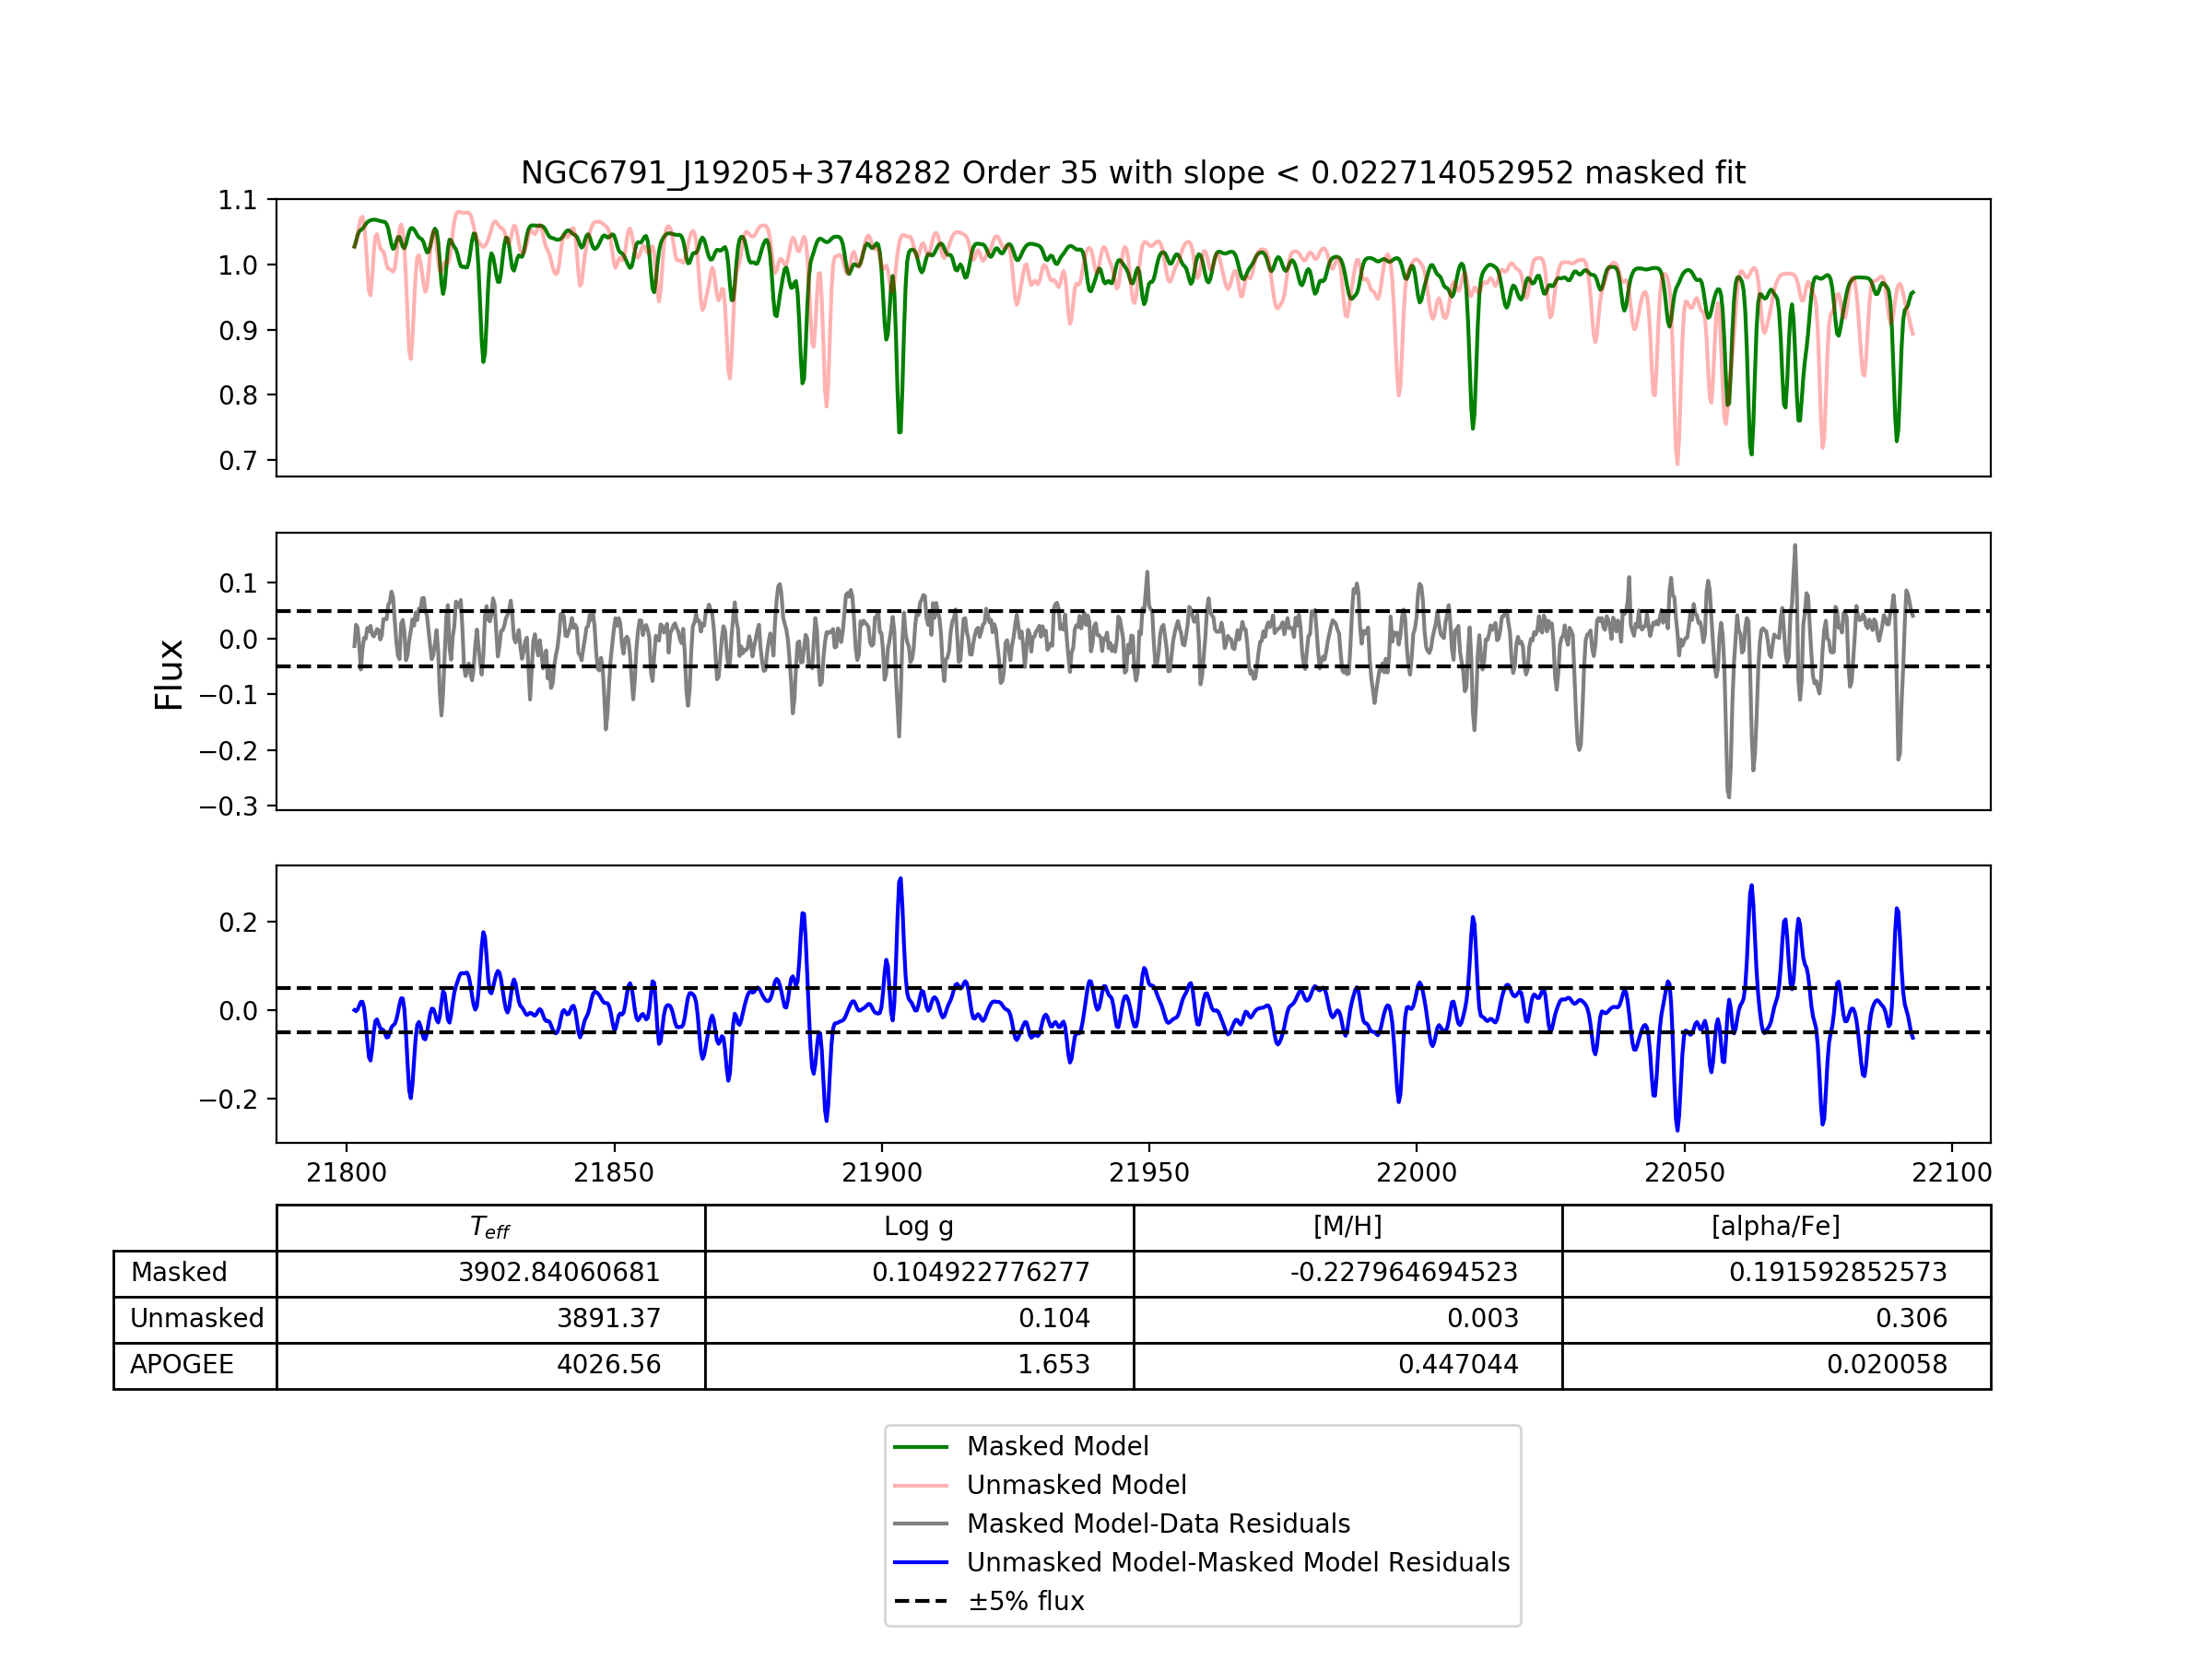 NGC6791_J19205+3748282 Order 35 with slope < 0.022714052952 masked fit
1.1
1.0
0.9
0.8
0.7
Flux
0.1
0.0
−0.1
−0.2
−0.3
0.2
0.0
−0.2
21800 21850 21900 21950 22000 22050 22100
T_eff Log g [M/H] [alpha/Fe]
Masked 3902.84060681 0.104922776277 -0.227964694523 0.191592852573
Unmasked 3891.37 0.104 0.003 0.306
APOGEE 4026.56 1.653 0.447044 0.020058
Masked Model
Unmasked Model
Masked Model-Data Residuals
Unmasked Model-Masked Model Residuals
±5% flux